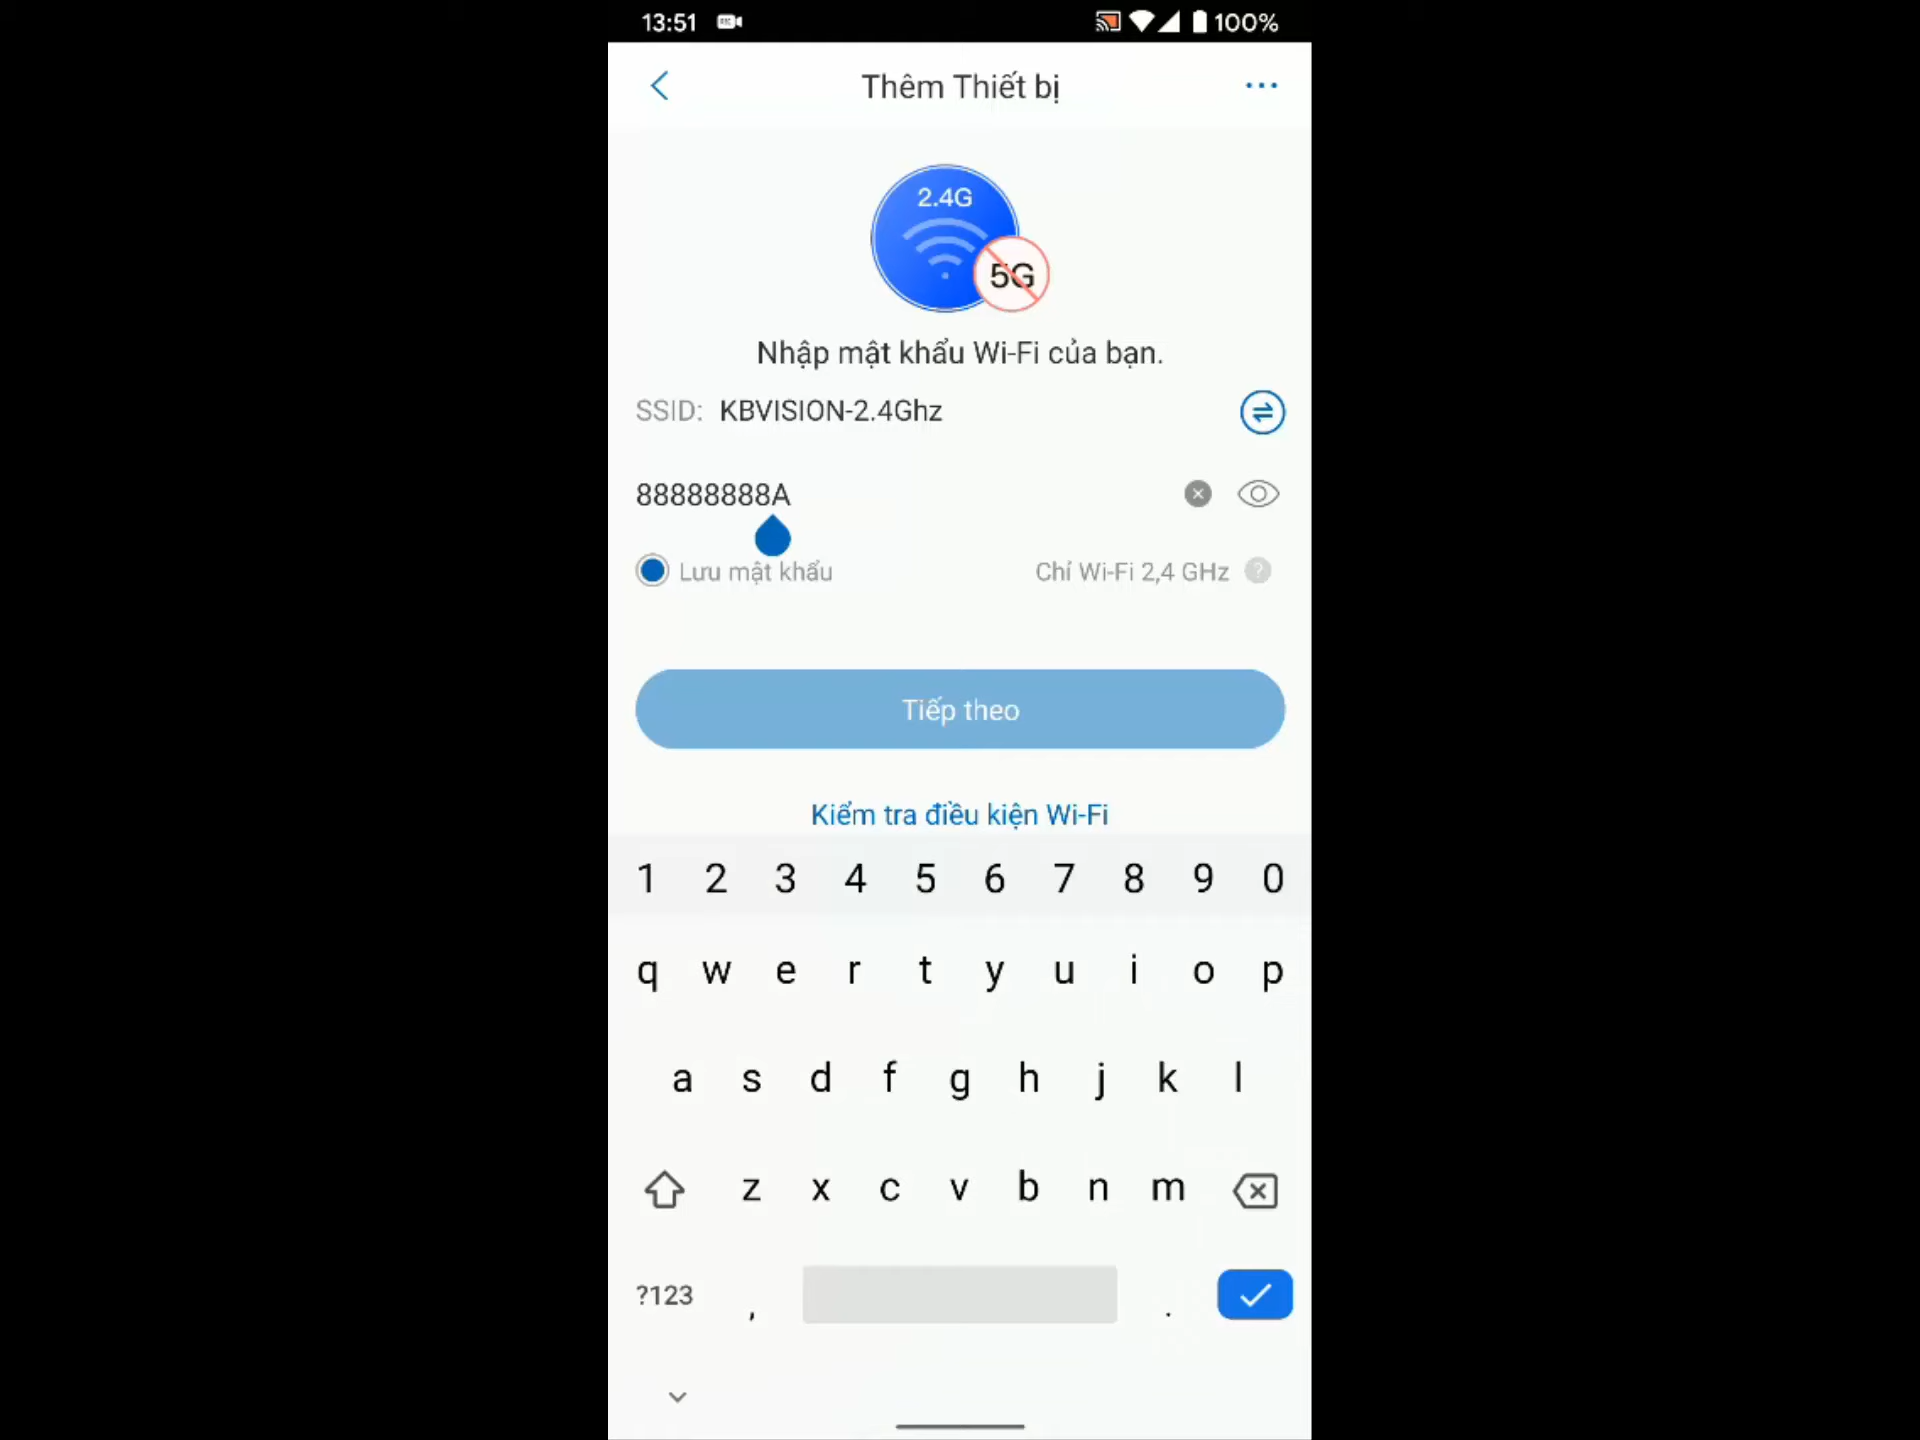 13:51
100%
Thêm Thiết bị
2.4G
5G
Nhập mật khẩu Wi-Fi của bạn.
SSID: KBVISION-2.4Ghz
88888888A
Lưu mật khẩu
Chỉ Wi-Fi 2,4 GHz ?
Tiếp theo
Kiểm tra điều kiện Wi-Fi
1 2 3 4 5 6 7 8 9 0
q w e r t y u i o p
a s d f g h j k l
z x c v b n m
?123 , .